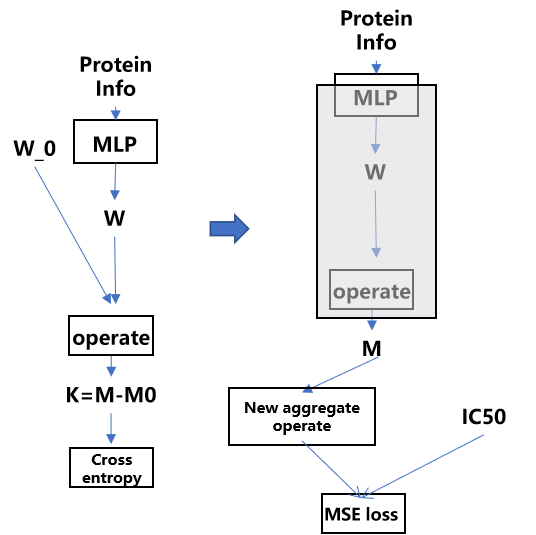 Protein
Info
MLP
W_0
W
operate
K=M-M0
Cross
entropy
Protein
Info
MLP
W
operate
M
New aggregate
operate
IC50
MSE loss